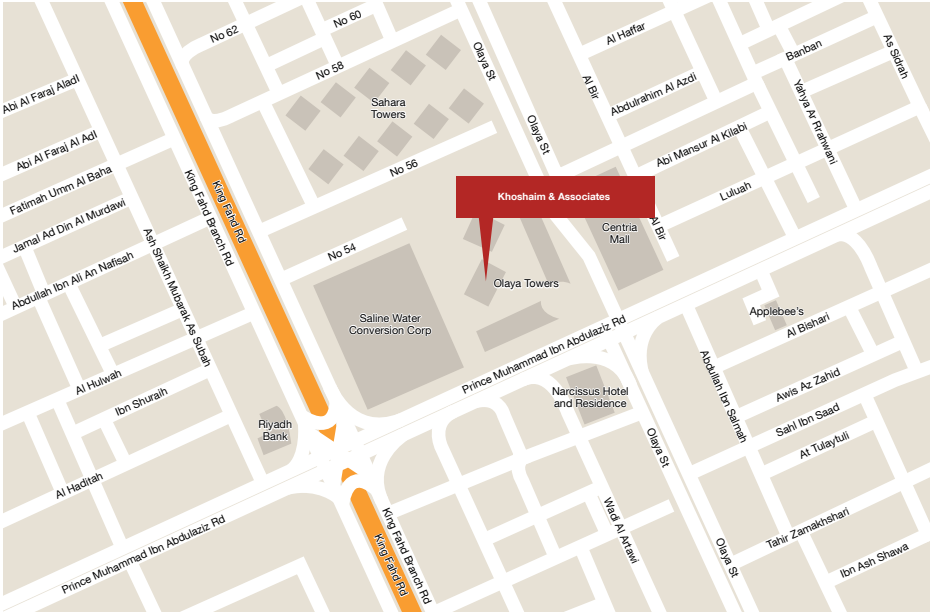 No 60
No 62
Al Haffar
As Sidrah
Olaya St
Banban
No 58
Al Bir
Abi Al Faraj Aladl
Abdulrahim Al Azdi
Sahara
Towers
Yahya Ar Rrahwani
Olaya St
Abi Al Faraj Al Adl
Abi Mansur Al Kilabi
No 56
Fatimah Umm Al Baha
King Fahd Branch Rd
King Fahd Rd
Khoshaim & Associates
Luluah
Jamal Ad Din Al Murdawi
Al Bir
Centria
Mall
No 54
Abdullah Ibn Ali An Nafisah
Ash Shaikh Mubarak As Subah
Olaya Towers
Applebee's
Saline Water
Conversion Corp
Al Bishari
Prince Muhammad Ibn Abdulaziz Rd
Al Hulwah
Awis Az Zahid
Abdullah Ibn Salmah
Narcissus Hotel
and Residence
Ibn Shuraih
Sahl Ibn Saad
Riyadh
Bank
At Tulaytuli
Olaya St
Al Haditah
Wadi Al Artawi
Tahir Zamakhshari
Prince Muhammad Ibn Abdulaziz Rd
King Fahd Branch Rd
King Fahd Rd
Olaya St
Ibn Ash Shawa